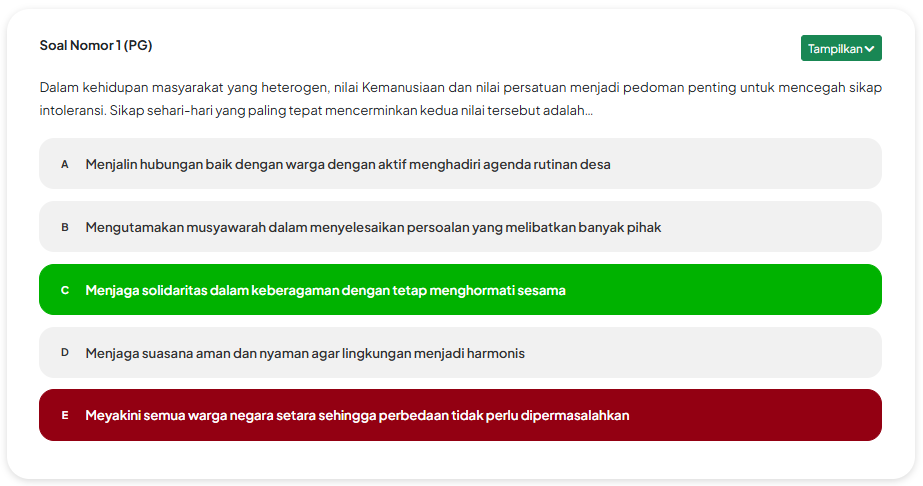 Soal Nomor 1 (PG)
Tampilkan
Dalam kehidupan masyarakat yang heterogen, nilai Kemanusiaan dan nilai persatuan menjadi pedoman penting untuk mencegah sikap
intoleransi. Sikap sehari-hari yang paling tepat mencerminkan kedua nilai tersebut adalah...
A Menjalin hubungan baik dengan warga dengan aktif menghadiri agenda rutinan desa
B Mengutamakan musyawarah dalam menyelesaikan persoalan yang melibatkan banyak pihak
C Menjaga solidaritas dalam keberagaman dengan tetap menghormati sesama
D Menjaga suasana aman dan nyaman agar lingkungan menjadi harmonis
E Meyakini semua warga negara setara sehingga perbedaan tidak perlu dipermasalahkan